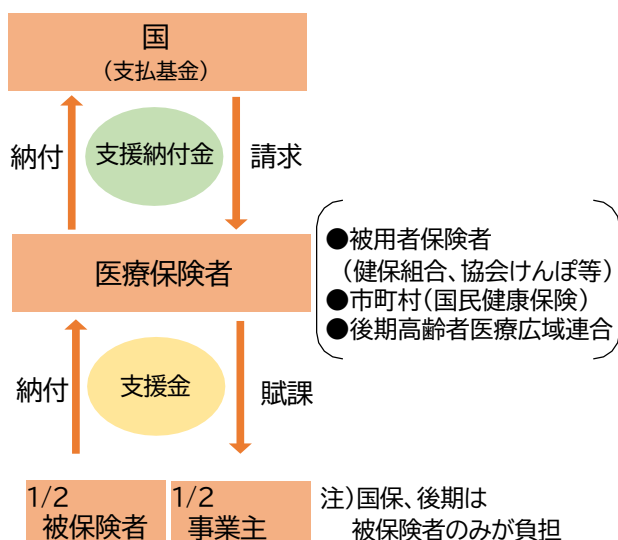 国
(支払基金)
納付
支援納付金
請求
医療保険者
●被用者保険者
(健保組合、協会けんぽ等)
●市町村(国民健康保険)
●後期高齢者医療広域連合
納付
支援金
賦課
1/2
被保険者
1/2
事業主
注)国保、後期は
被保険者のみが負担